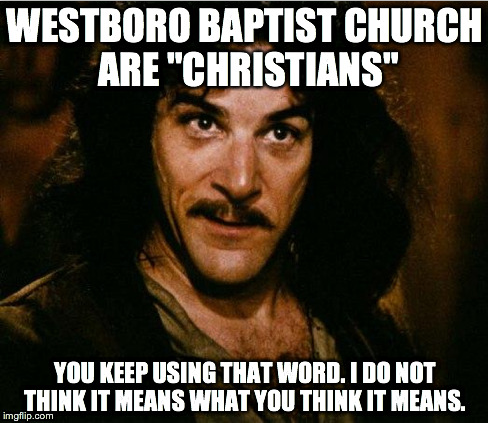 WESTBORO BAPTIST CHURCH
ARE "CHRISTIANS"
YOU KEEP USING THAT WORD. I DO NOT
THINK IT MEANS WHAT YOU THINK IT MEANS.
imgflip.com